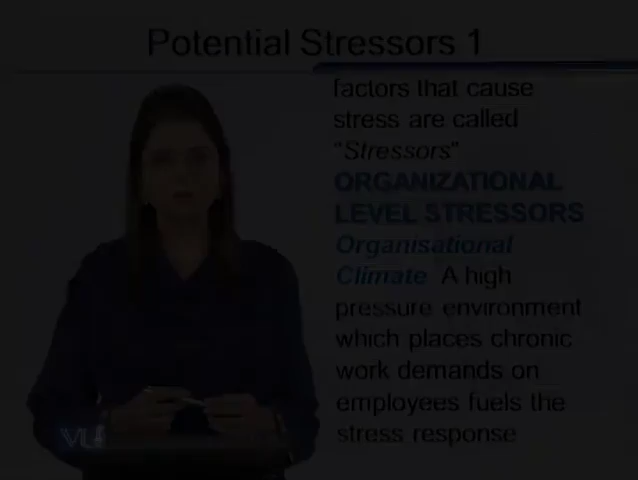 Potential Stressors 1
factors that cause
stress are called
"Stressors"
ORGANIZATIONAL
LEVEL STRESSORS
Organisational
Climate A high
pressure environment
which places chronic
work demands on
employees fuels the
stress response
VU